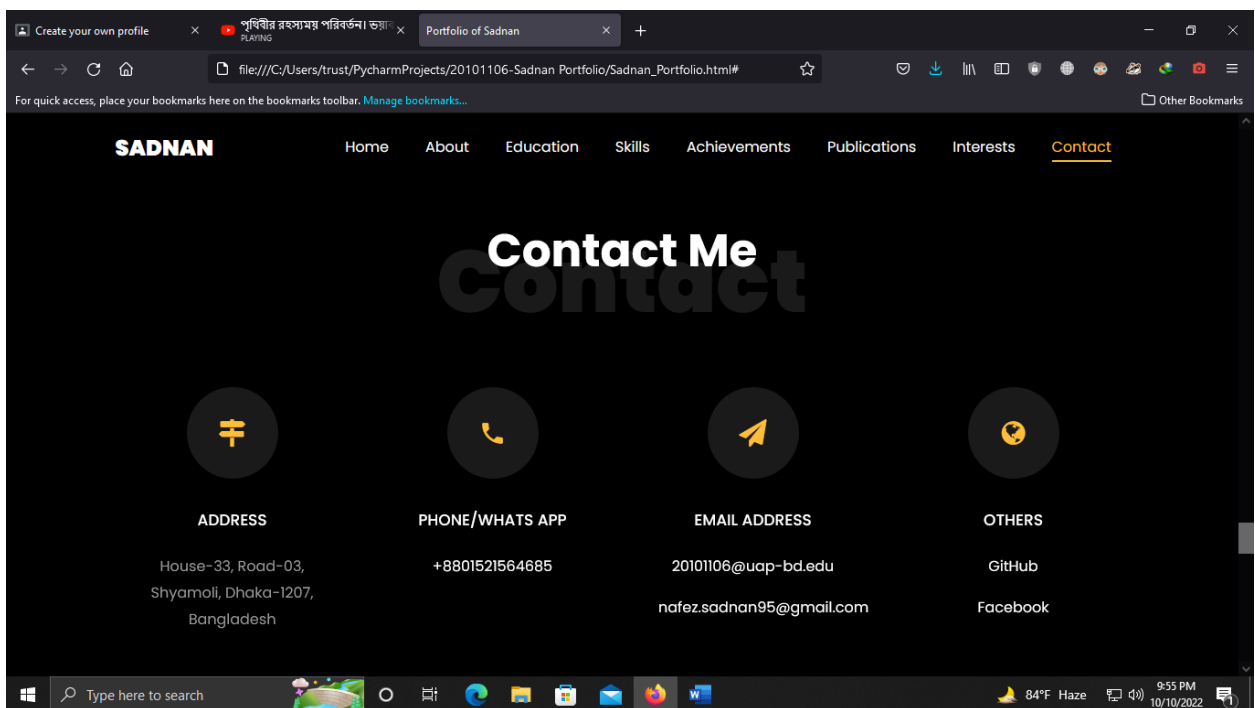 Create your own profile
পৃথিবীর রহস্যময় পরিবর্তন। ভয়াব
PLAYING
Portfolio of Sadnan
file:///C:/Users/trust/PycharmProjects/20101106-Sadnan Portfolio/Sadnan_Portfolio.html#
For quick access, place your bookmarks here on the bookmarks toolbar. Manage bookmarks...
Other Bookmarks
SADNAN
Home About Education Skills Achievements Publications Interests Contact
Contact
Contact Me
ADDRESS
House-33, Road-03,
Shyamoli, Dhaka-1207,
Bangladesh
PHONE/WHATS APP
+8801521564685
EMAIL ADDRESS
20101106@uap-bd.edu
nafez.sadnan95@gmail.com
OTHERS
GitHub
Facebook
Type here to search
84°F Haze
9:55 PM
10/10/2022
1